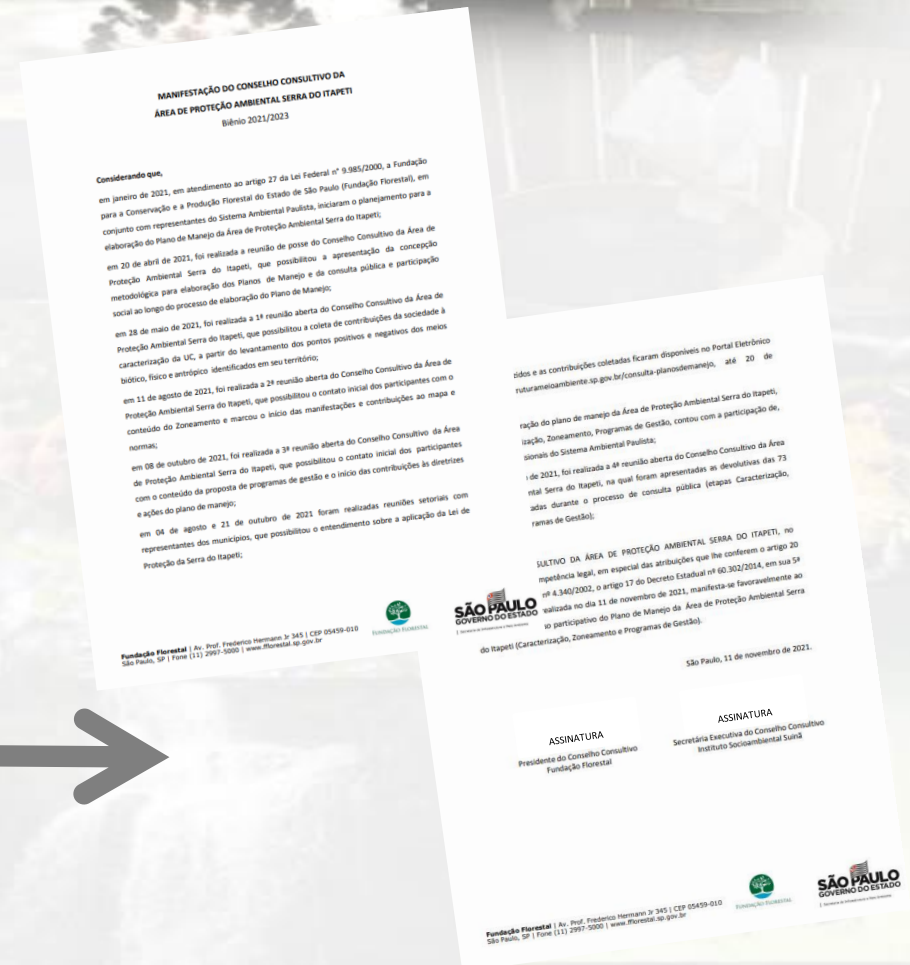 MANIFESTAÇÃO DO CONSELHO CONSULTIVO DA
ÁREA DE PROTEÇÃO AMBIENTAL SERRA DO ITAPETI
Biênio 2021/2023
Considerando que,
em janeiro de 2021, em atendimento ao artigo 27 da Lei Federal n° 9.985/2000, a Fundação
para a Conservação e a Produção Florestal do Estado de São Paulo (Fundação Florestal), em
conjunto com representantes do Sistema Ambiental Paulista, iniciaram o planejamento para a
elaboração do Plano de Manejo da Área de Proteção Ambiental Serra do Itapeti;
em 20 de abril de 2021, foi realizada a reunião de posse do Conselho Consultivo da Área de
Proteção Ambiental Serra do Itapeti, que possibilitou a apresentação da concepção
metodológica para elaboração dos Planos de Manejo e da consulta pública e participação
social ao longo do processo de elaboração do Plano de Manejo;
em 28 de maio de 2021, foi realizada a 1ª reunião aberta do Conselho Consultivo da Área de
Proteção Ambiental Serra do Itapeti, que possibilitou a coleta de contribuições da sociedade à
caracterização da UC, a partir do levantamento dos pontos positivos e negativos dos meios
biótico, físico e antrópico identificados em seu território;
em 11 de agosto de 2021, foi realizada a 2ª reunião aberta do Conselho Consultivo da Área de
Proteção Ambiental Serra do Itapeti, que possibilitou o contato inicial dos participantes com o
conteúdo do Zoneamento e marcou o início das manifestações e contribuições ao mapa e
normas;
em 08 de outubro de 2021, foi realizada a 3ª reunião aberta do Conselho Consultivo da Área
de Proteção Ambiental Serra do Itapeti, que possibilitou o contato inicial dos participantes
com o conteúdo da proposta de programas de gestão e o início das contribuições às diretrizes
e ações do plano de manejo;
em 04 de agosto e 21 de outubro de 2021 foram realizadas reuniões setoriais com
representantes dos municípios, que possibilitou o entendimento sobre a aplicação da Lei de
Proteção da Serra do Itapeti;
Fundação Florestal | Av. Prof. Frederico Hermann Jr 345 | CEP 05459-010
São Paulo, SP | Fone (11) 2997-5000 | www.fflorestal.sp.gov.br
FUNDAÇÃO FLORESTAL
SÃO PAULO
GOVERNO DO ESTADO
zidos e as contribuições coletadas ficaram disponíveis no Portal Eletrônico
ruturameioambiente.sp.gov.br/consulta-planosdemanejo, até 20 de
ração do plano de manejo da Área de Proteção Ambiental Serra do Itapeti,
ização, Zoneamento, Programas de Gestão, contou com a participação de,
sionais do Sistema Ambiental Paulista;
de 2021, foi realizada a 4ª reunião aberta do Conselho Consultivo da Área
ntal Serra do Itapeti, na qual foram apresentadas as devolutivas das 73
adas durante o processo de consulta pública (etapas Caracterização,
ramas de Gestão);
SULTIVO DA ÁREA DE PROTEÇÃO AMBIENTAL SERRA DO ITAPETI, no
mpetência legal, em especial das atribuições que lhe conferem o artigo 20
nº 4.340/2002, o artigo 17 do Decreto Estadual nº 60.302/2014, em sua 5ª
ealizada no dia 11 de novembro de 2021, manifesta-se favoravelmente ao
so participativo do Plano de Manejo da Área de Proteção Ambiental Serra
do Itapeti (Caracterização, Zoneamento e Programas de Gestão).
São Paulo, 11 de novembro de 2021.
ASSINATURA
Presidente do Conselho Consultivo
Fundação Florestal
ASSINATURA
Secretária Executiva do Conselho Consultivo
Instituto Socioambiental Suinã
Fundação Florestal | Av. Prof. Frederico Hermann Jr 345 | CEP 05459-010
São Paulo, SP | Fone (11) 2997-5000 | www.fflorestal.sp.gov.br
FUNDAÇÃO FLORESTAL
SÃO PAULO
GOVERNO DO ESTADO